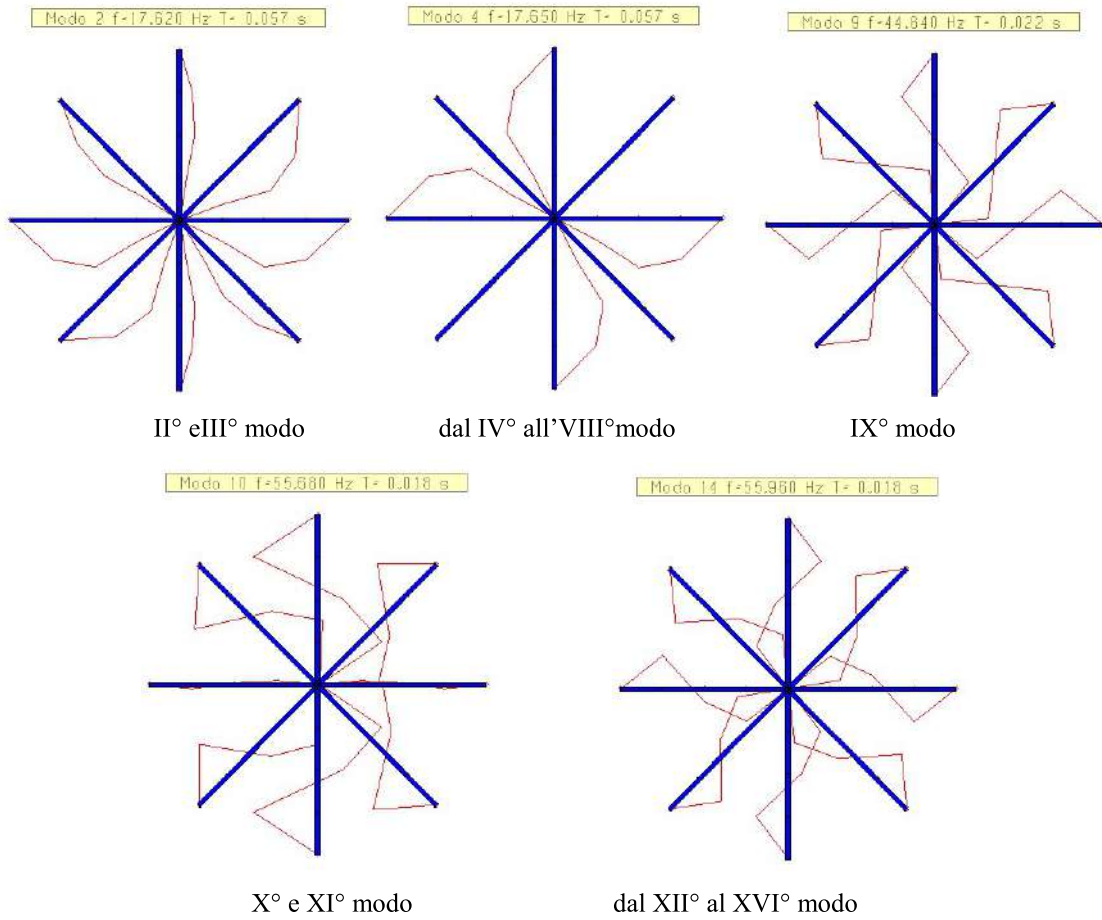 Modo 2 f=17.620 Hz T= 0.057 s
Modo 4 f=17.650 Hz T= 0.057 s
Modo 9 f=44.840 Hz T= 0.022 s
II° eIII° modo
dal IV° all’VIII°modo
IX° modo
Modo 10 f=55.680 Hz T= 0.018 s
Modo 14 f=55.960 Hz T= 0.018 s
X° e XI° modo
dal XII° al XVI° modo